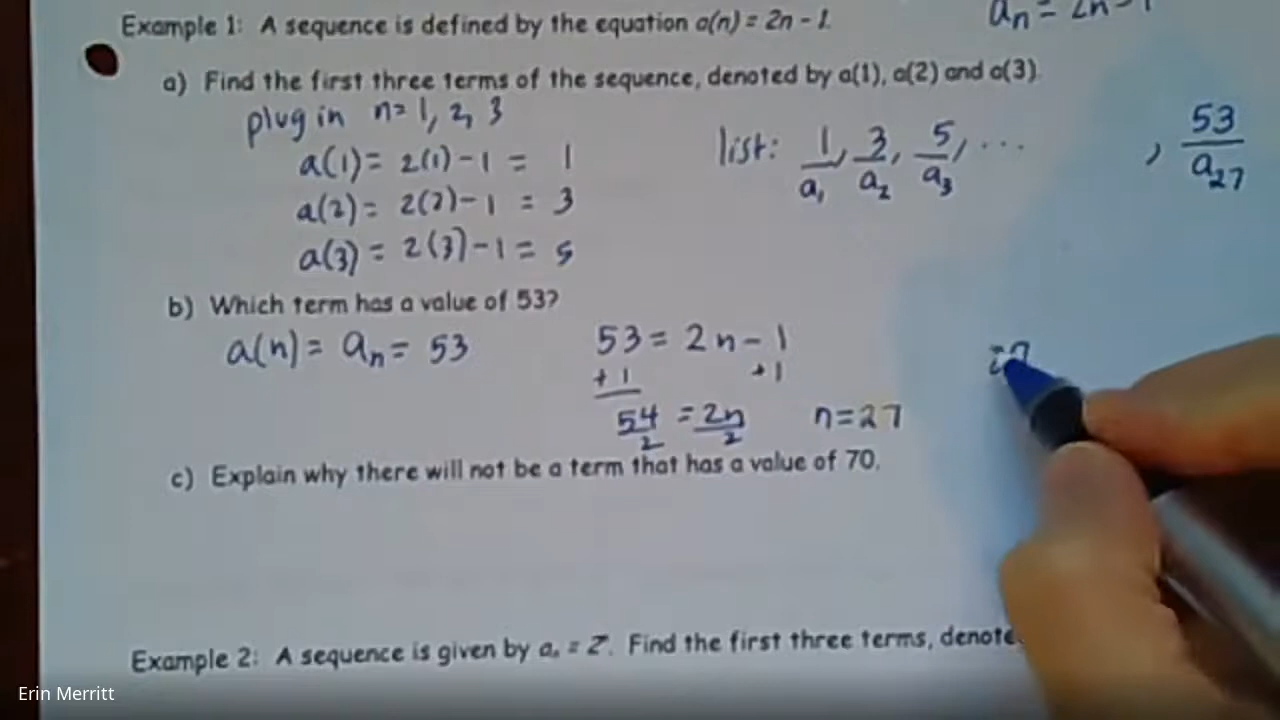 Example 1: A sequence is defined by the equation a(n) = 2n - 1.
a) Find the first three terms of the sequence, denoted by a(1), a(2) and a(3).
plug in n= 1, 2, 3
a(1)= 2(1)-1 = 1
a(2)= 2(2)-1 = 3
a(3) = 2(3)-1 = 5
list: 1, 3, 5, ... , 53
a₁ a₂ a₃ a₂₇
b) Which term has a value of 53?
a(n)= aₙ= 53
53 = 2n - 1
+1 +1
54 = 2n n=27
2 2
c) Explain why there will not be a term that has a value of 70.
Example 2: A sequence is given by Find the first three terms,
Erin Merritt